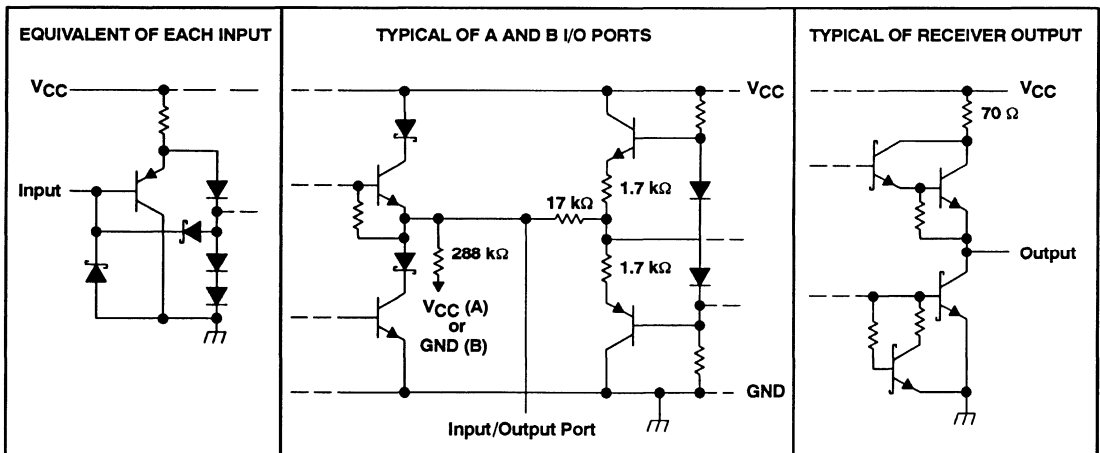 EQUIVALENT OF EACH INPUT
VCC
Input
TYPICAL OF A AND B I/O PORTS
VCC
1.7 kΩ
17 kΩ
288 kΩ
1.7 kΩ
VCC (A)
or
GND (B)
GND
Input/Output Port
TYPICAL OF RECEIVER OUTPUT
VCC
70 Ω
Output